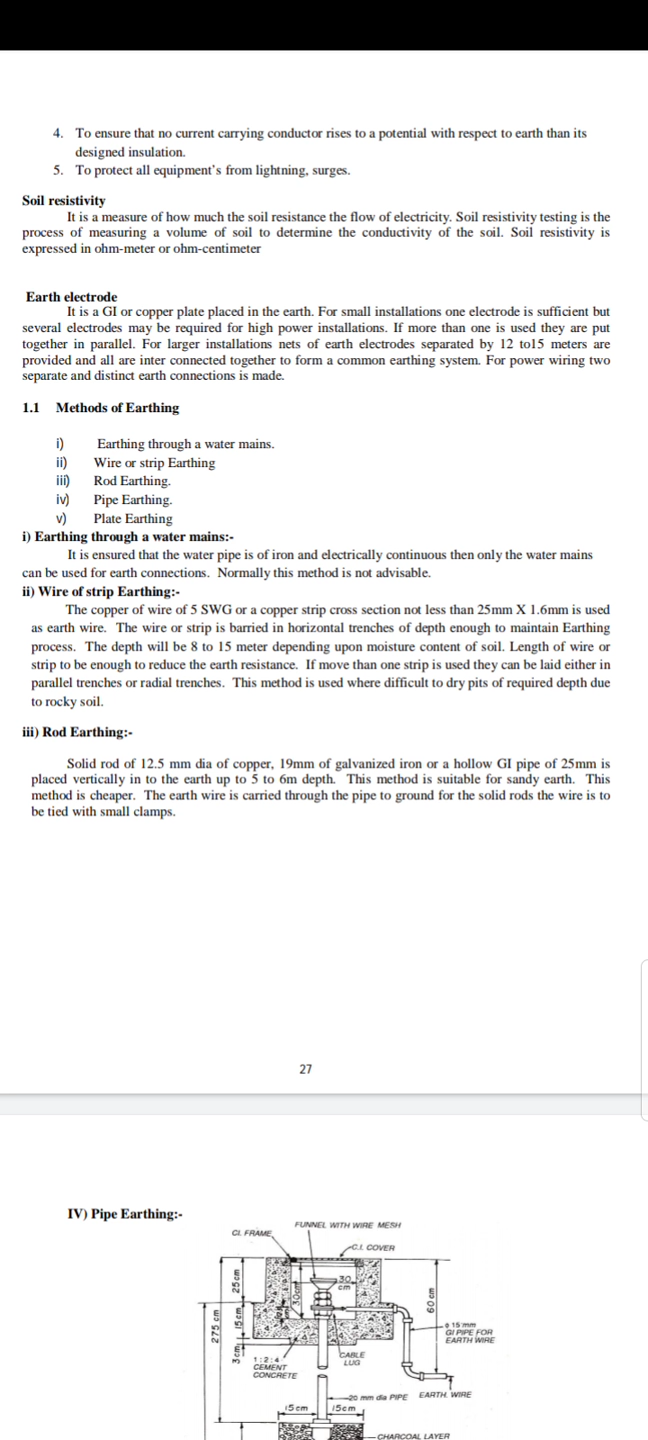 4. To ensure that no current carrying conductor rises to a potential with respect to earth than its
designed insulation.
5. To protect all equipment's from lightning, surges.
Soil resistivity
It is a measure of how much the soil resistance the flow of electricity. Soil resistivity testing is the
process of measuring a volume of soil to determine the conductivity of the soil. Soil resistivity is
expressed in ohm-meter or ohm-centimeter
Earth electrode
It is a GI or copper plate placed in the earth. For small installations one electrode is sufficient but
several electrodes may be required for high power installations. If more than one is used they are put
together in parallel. For larger installations nets of earth electrodes separated by 12 to15 meters are
provided and all are inter connected together to form a common earthing system. For power wiring two
separate and distinct earth connections is made.
1.1 Methods of Earthing
i) Earthing through a water mains.
ii) Wire or strip Earthing
iii) Rod Earthing.
iv) Pipe Earthing.
v) Plate Earthing
i) Earthing through a water mains:-
It is ensured that the water pipe is of iron and electrically continuous then only the water mains
can be used for earth connections. Normally this method is not advisable.
ii) Wire of strip Earthing:-
The copper of wire of 5 SWG or a copper strip cross section not less than 25mm X 1.6mm is used
as earth wire. The wire or strip is barried in horizontal trenches of depth enough to maintain Earthing
process. The depth will be 8 to 15 meter depending upon moisture content of soil. Length of wire or
strip to be enough to reduce the earth resistance. If move than one strip is used they can be laid either in
parallel trenches or radial trenches. This method is used where difficult to dry pits of required depth due
to rocky soil.
iii) Rod Earthing:-
Solid rod of 12.5 mm dia of copper, 19mm of galvanized iron or a hollow GI pipe of 25mm is
placed vertically in to the earth up to 5 to 6m depth. This method is suitable for sandy earth. This
method is cheaper. The earth wire is carried through the pipe to ground for the solid rods the wire is to
be tied with small clamps.
27
IV) Pipe Earthing:-
FUNNEL WITH WIRE MESH
CI. FRAME
C.I. COVER
25cm
30cm
30
cm
60cm
275 cm
15cm
3cm
φ 15 mm
GI PIPE FOR
EARTH WIRE
1:2:4
CEMENT
CONCRETE
CABLE
LUG
20 mm dia PIPE
EARTH. WIRE
15cm
15cm
CHARCOAL LAYER